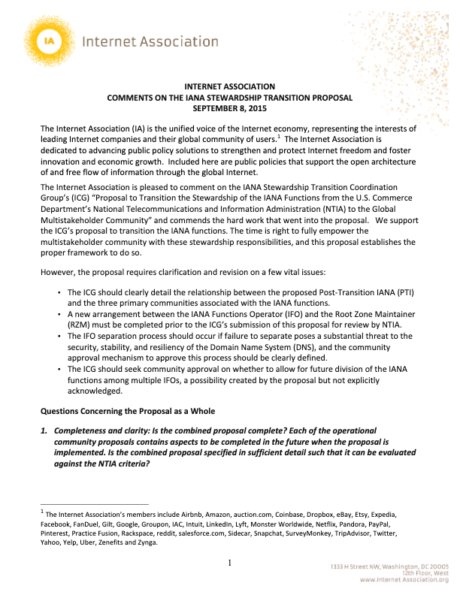 IA Internet Association
INTERNET ASSOCIATION
COMMENTS ON THE IANA STEWARDSHIP TRANSITION PROPOSAL
SEPTEMBER 8, 2015
The Internet Association (IA) is the unified voice of the Internet economy, representing the interests of
leading Internet companies and their global community of users.1 The Internet Association is
dedicated to advancing public policy solutions to strengthen and protect Internet freedom and foster
innovation and economic growth. Included here are public policies that support the open architecture
of and free flow of information through the global Internet.
The Internet Association is pleased to comment on the IANA Stewardship Transition Coordination
Group's (ICG) "Proposal to Transition the Stewardship of the IANA Functions from the U.S. Commerce
Department's National Telecommunications and Information Administration (NTIA) to the Global
Multistakeholder Community" and commends the hard work that went into the proposal. We support
the ICG's proposal to transition the IANA functions. The time is right to fully empower the
multistakeholder community with these stewardship responsibilities, and this proposal establishes the
proper framework to do so.
However, the proposal requires clarification and revision on a few vital issues:
• The ICG should clearly detail the relationship between the proposed Post-Transition IANA (PTI)
and the three primary communities associated with the IANA functions.
• A new arrangement between the IANA Functions Operator (IFO) and the Root Zone Maintainer
(RZM) must be completed prior to the ICG's submission of this proposal for review by NTIA.
• The IFO separation process should occur if failure to separate poses a substantial threat to the
security, stability, and resiliency of the Domain Name System (DNS), and the community
approval mechanism to approve this process should be clearly defined.
• The ICG should seek community approval on whether to allow for future division of the IANA
functions among multiple IFOs, a possibility created by the proposal but not explicitly
acknowledged.
Questions Concerning the Proposal as a Whole
1. Completeness and clarity: Is the combined proposal complete? Each of the operational
community proposals contains aspects to be completed in the future when the proposal is
implemented. Is the combined proposal specified in sufficient detail such that it can be evaluated
against the NTIA criteria?
1 The Internet Association's members include Airbnb, Amazon, auction.com, Coinbase, Dropbox, eBay, Etsy, Expedia,
Facebook, FanDuel, Gilt, Google, Groupon, IAC, Intuit, LinkedIn, Lyft, Monster Worldwide, Netflix, Pandora, PayPal,
Pinterest, Practice Fusion, Rackspace, reddit, salesforce.com, Sidecar, Snapchat, SurveyMonkey, TripAdvisor, Twitter,
Yahoo, Yelp, Uber, Zenefits and Zynga.
1
1333 H Street NW, Washington, DC 20005
12th Floor, West
www.internetAssociation.org